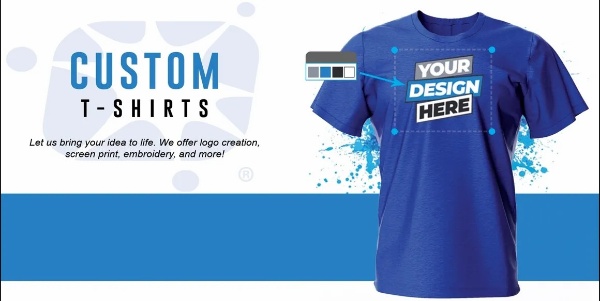 CUSTOM
T-SHIRTS
Let us bring your idea to life. We offer logo creation,
screen print, embroidery, and more!
®
YOUR
DESIGN
HERE